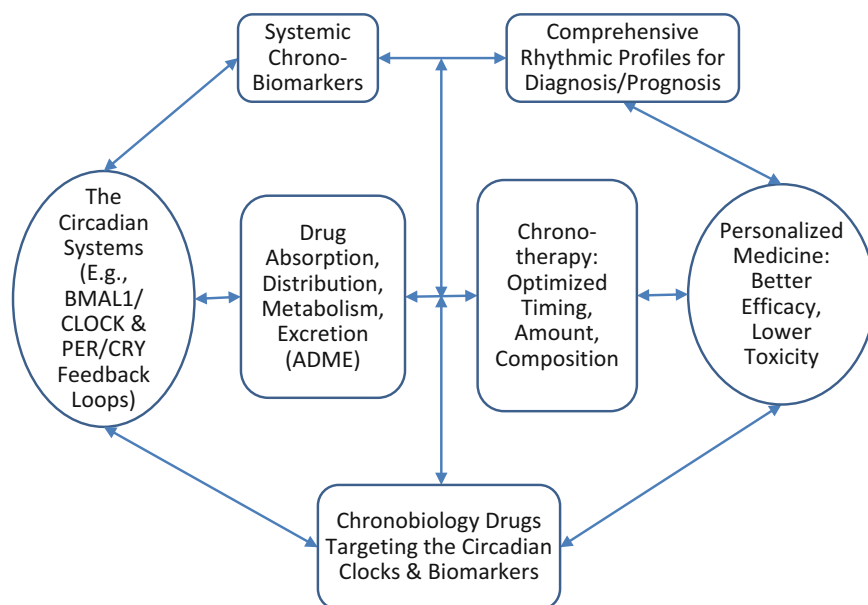 Systemic
Chrono-
Biomarkers
Comprehensive
Rhythmic Profiles for
Diagnosis/Prognosis
The
Circadian
Systems
(E.g.,
BMAL1/
CLOCK &
PER/CRY
Feedback
Loops)
Drug
Absorption,
Distribution,
Metabolism,
Excretion
(ADME)
Chrono-
therapy:
Optimized
Timing,
Amount,
Composition
Personalized
Medicine:
Better
Efficacy,
Lower
Toxicity
Chronobiology Drugs
Targeting the Circadian
Clocks & Biomarkers